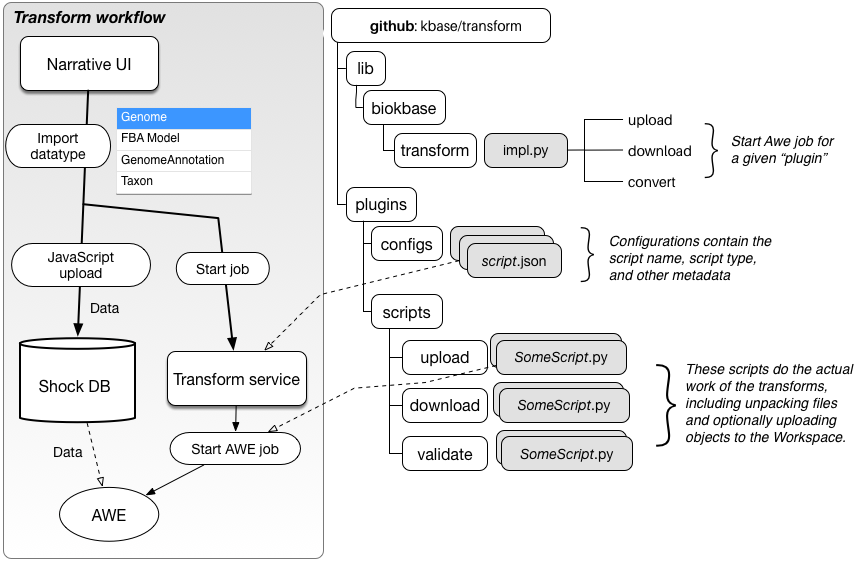 Transform workflow
Narrative UI
Import
datatype
Genome
FBA Model
GenomeAnnotation
Taxon
JavaScript
upload
Start job
Data
Shock DB
Transform service
Data
Start AWE job
AWE
github: kbase/transform
lib
biokbase
transform
impl.py
upload
download
convert
Start Awe job for
a given “plugin”
plugins
configs
script.json
Configurations contain the
script name, script type,
and other metadata
scripts
upload
SomeScript.py
download
SomeScript.py
validate
SomeScript.py
These scripts do the actual
work of the transforms,
including unpacking files
and optionally uploading
objects to the Workspace.